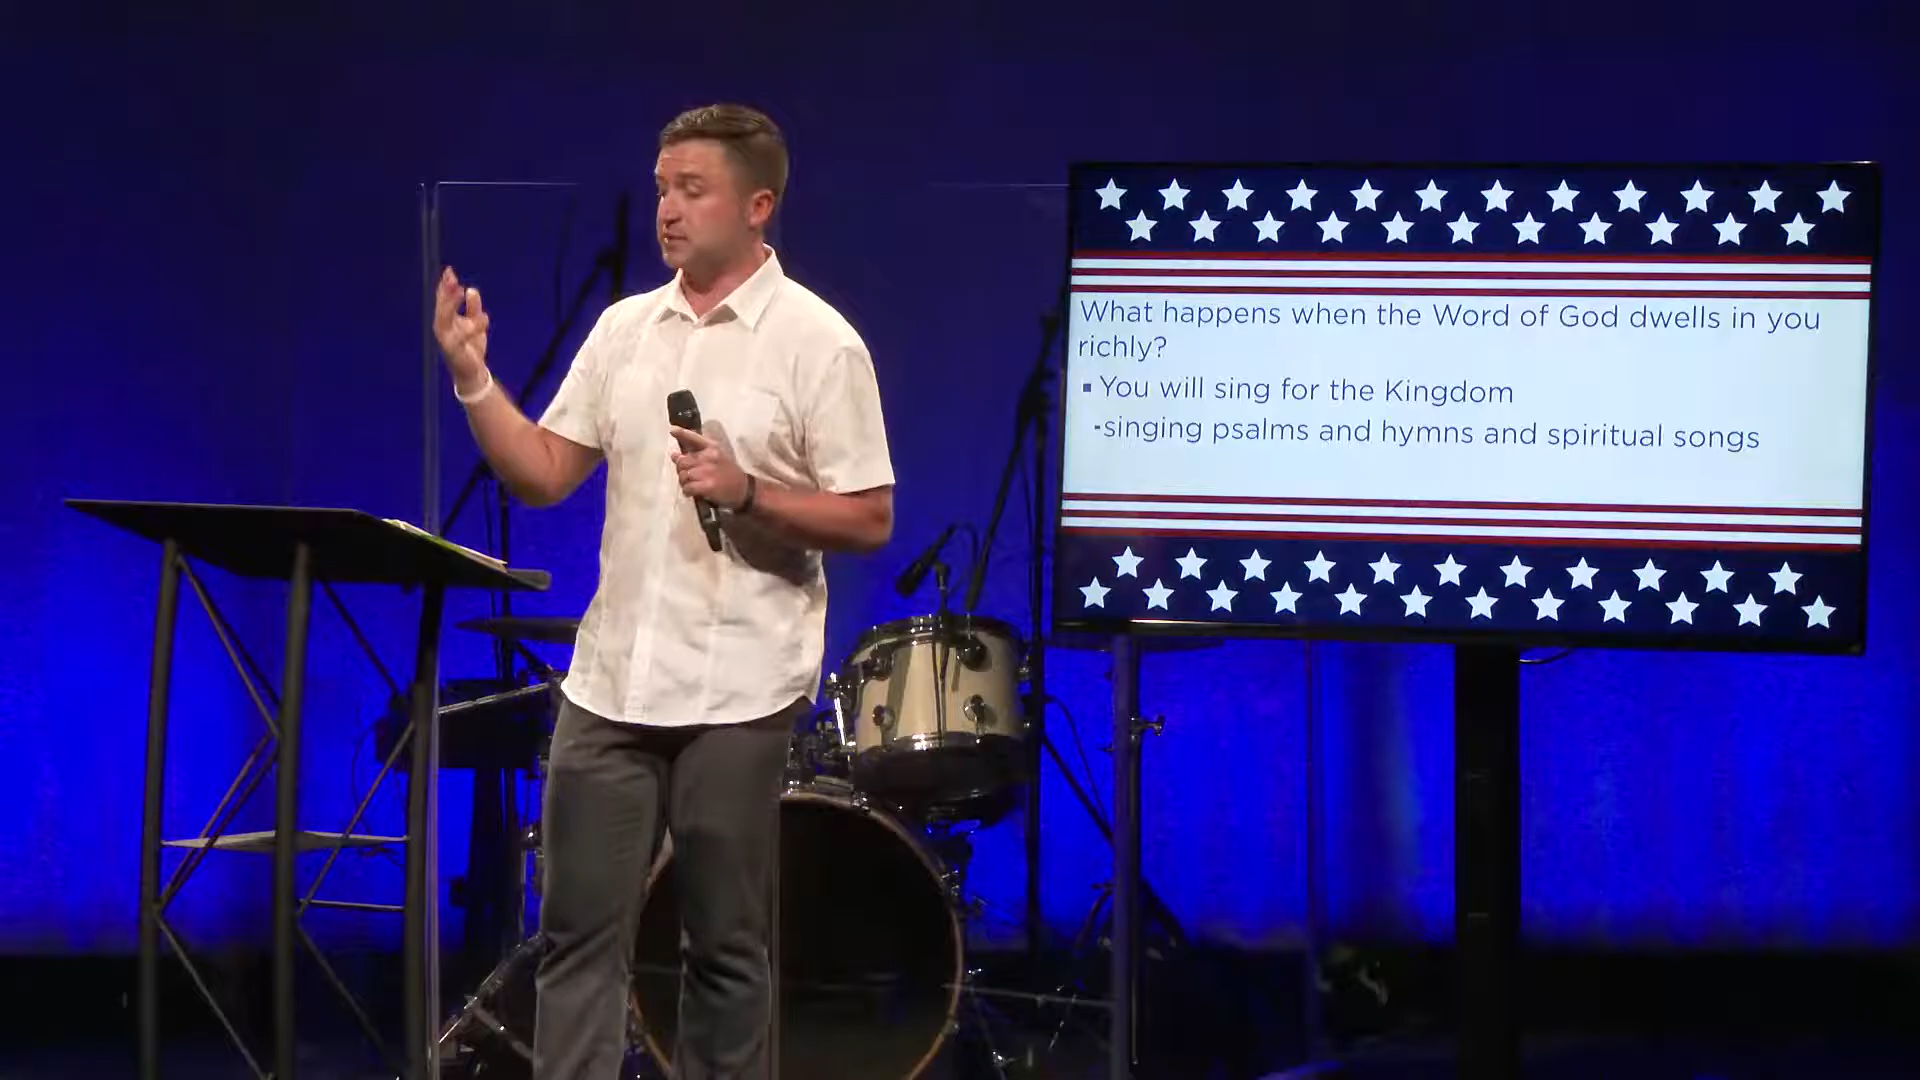 What happens when the Word of God dwells in you
richly?
▪ You will sing for the Kingdom
-singing psalms and hymns and spiritual songs